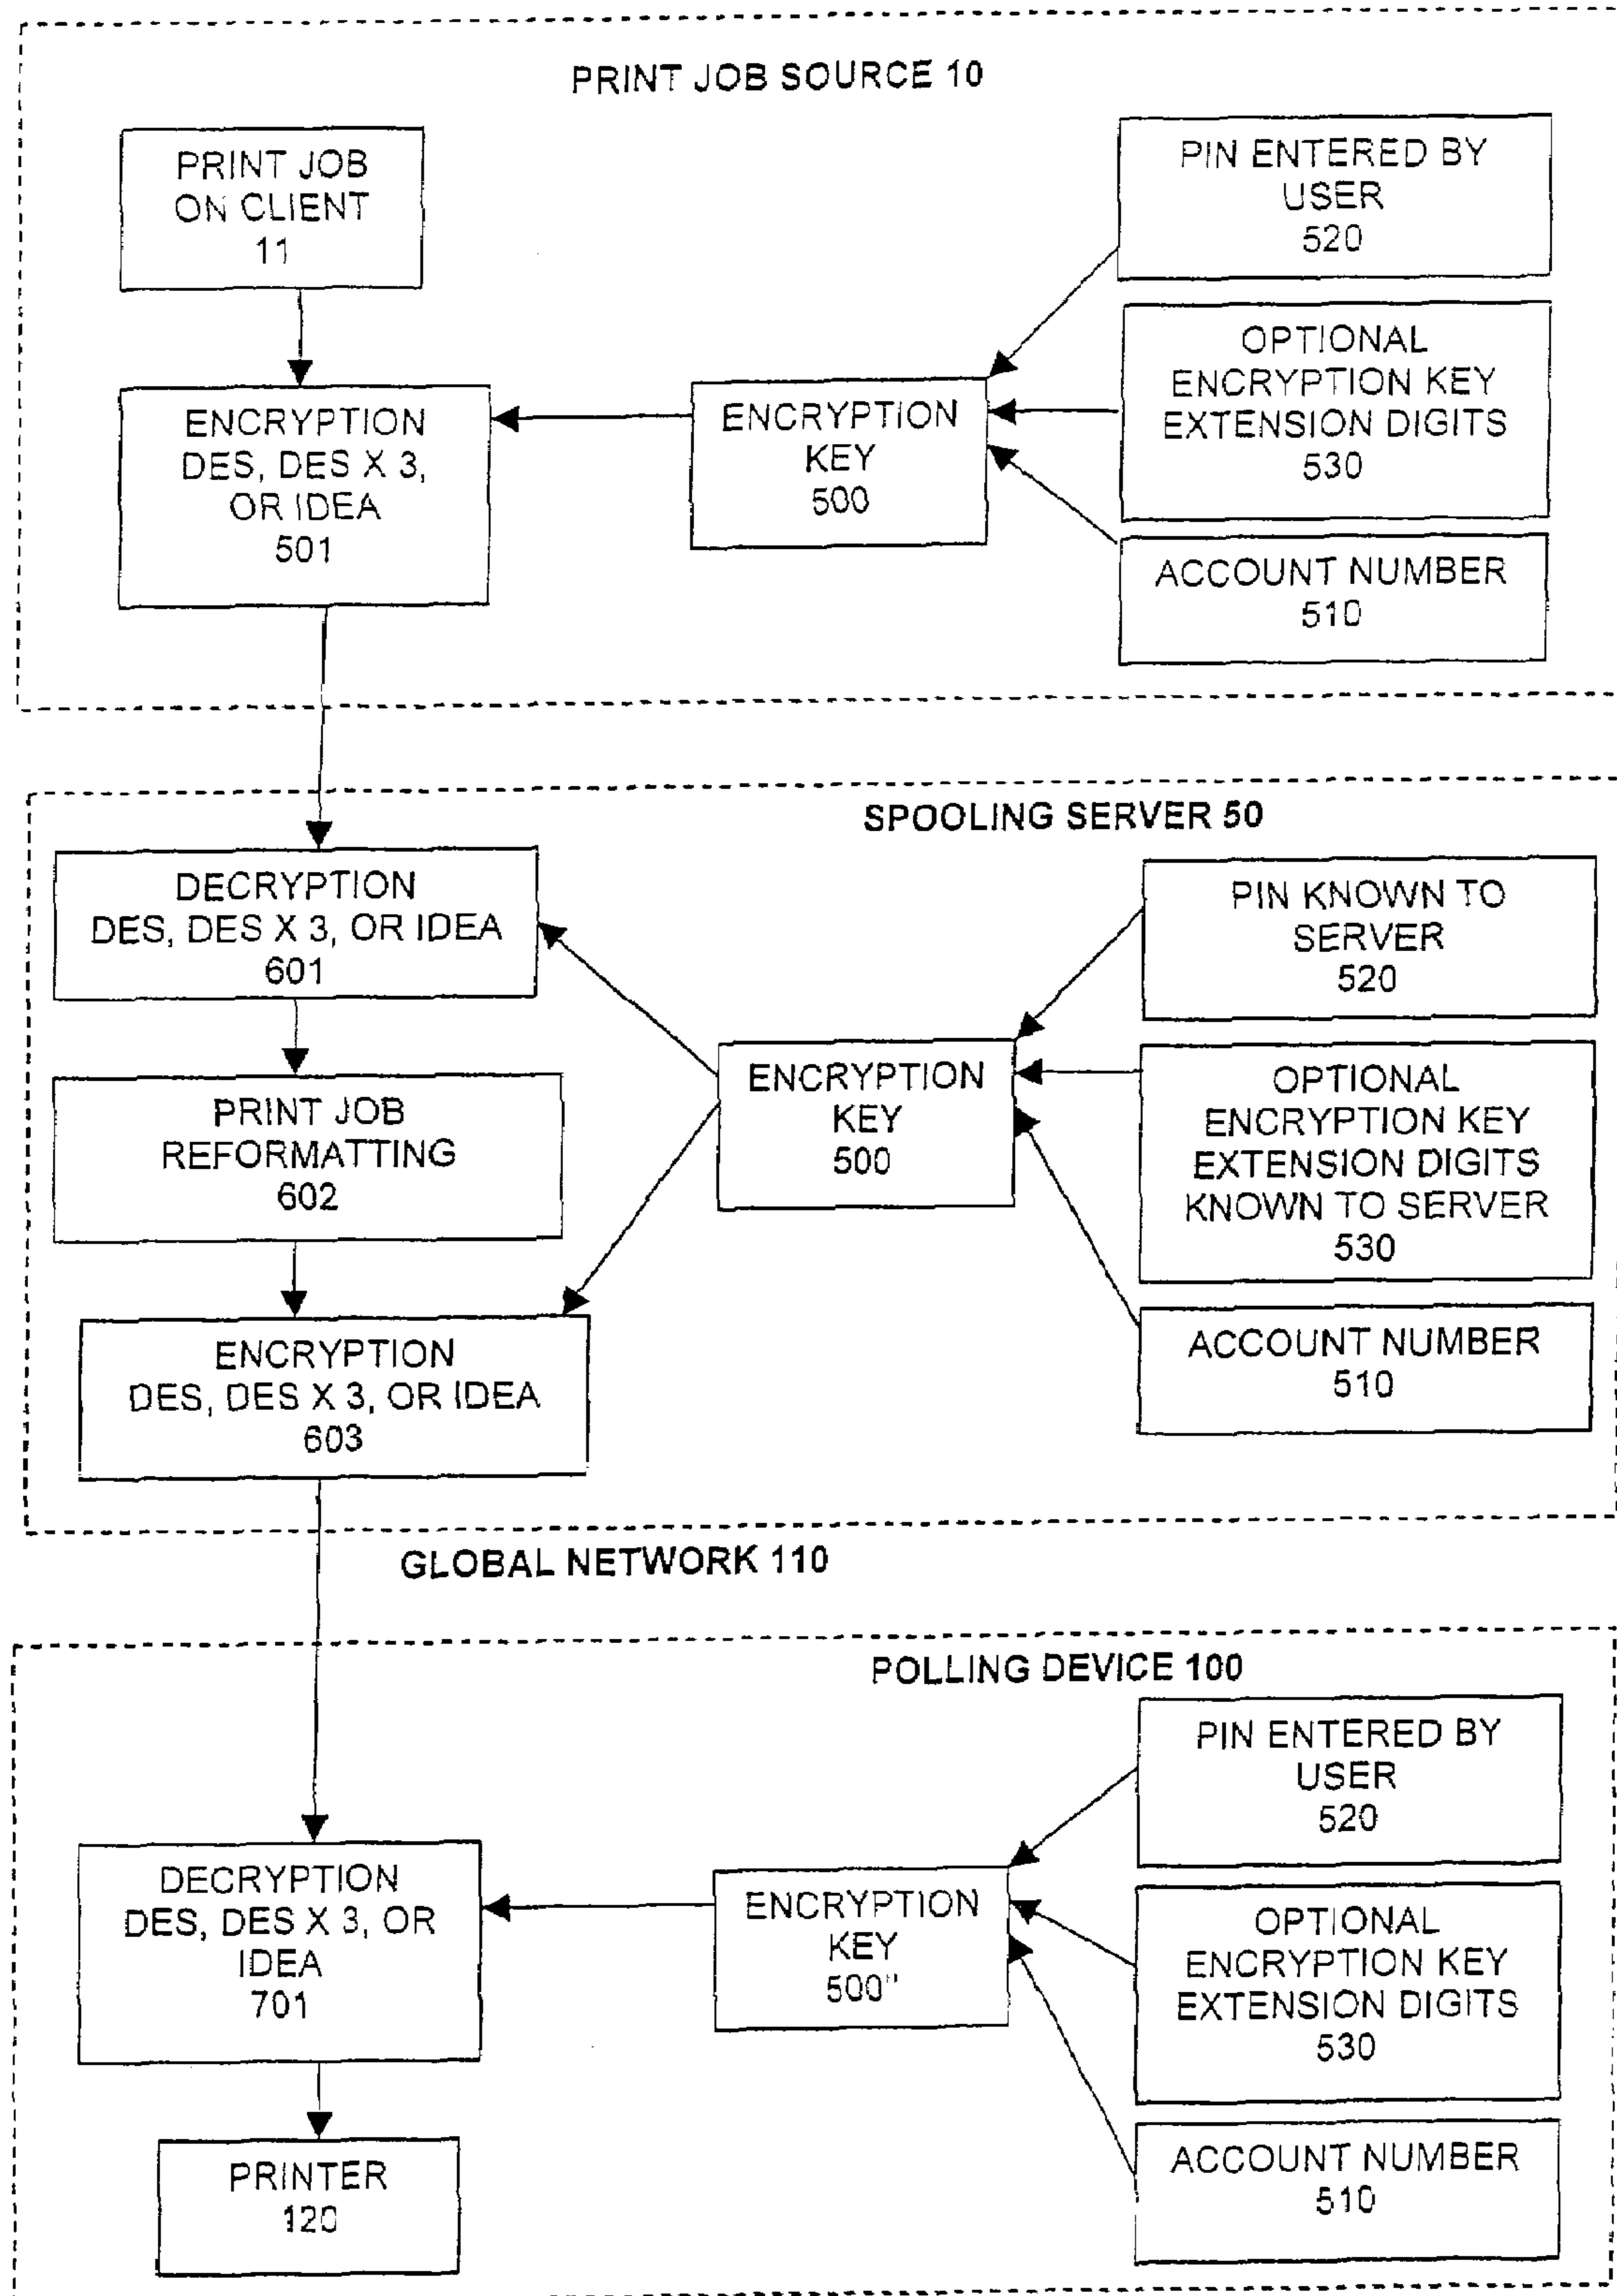 PRINT JOB SOURCE 10
PRINT JOB
ON CLIENT
11
PIN ENTERED BY
USER
520
OPTIONAL
ENCRYPTION KEY
EXTENSION DIGITS
530
ENCRYPTION
DES, DES X 3,
OR IDEA
501
ENCRYPTION
KEY
500
ACCOUNT NUMBER
510
SPOOLING SERVER 50
DECRYPTION
DES, DES X 3, OR IDEA
601
PIN KNOWN TO
SERVER
520
PRINT JOB
REFORMATTING
602
ENCRYPTION
KEY
500
OPTIONAL
ENCRYPTION KEY
EXTENSION DIGITS
KNOWN TO SERVER
530
ENCRYPTION
DES, DES X 3, OR IDEA
603
ACCOUNT NUMBER
510
GLOBAL NETWORK 110
POLLING DEVICE 100
PIN ENTERED BY
USER
520
DECRYPTION
DES, DES X 3, OR
IDEA
701
ENCRYPTION
KEY
500"
OPTIONAL
ENCRYPTION KEY
EXTENSION DIGITS
530
PRINTER
120
ACCOUNT NUMBER
510